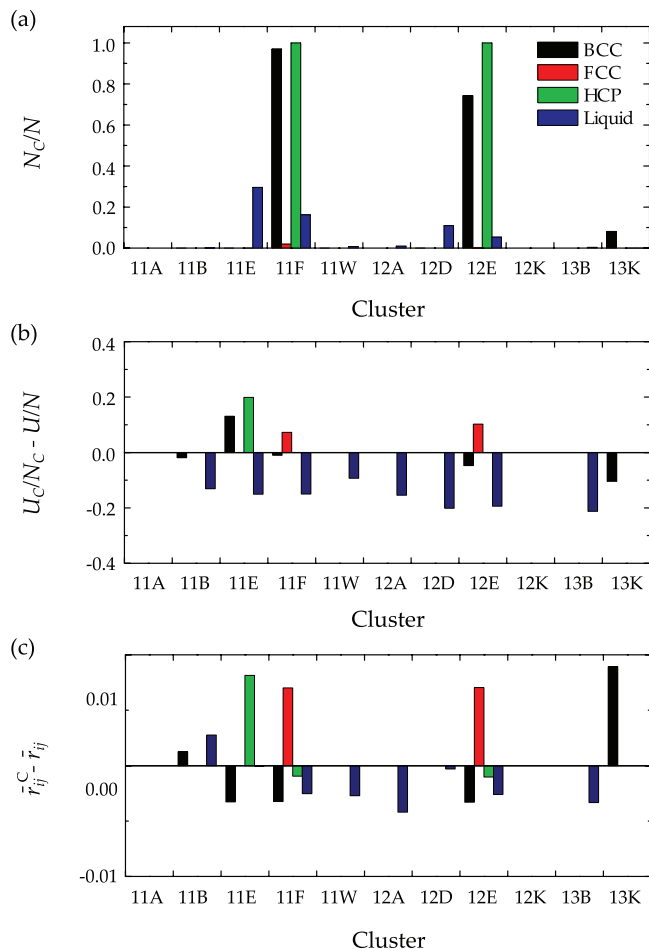 (a)
1.0
0.8
0.6
0.4
0.2
0.0
N_C/N
BCC
FCC
HCP
Liquid
11A 11B 11E 11F 11W 12A 12D 12E 12K 13B 13K
Cluster
(b)
0.4
0.2
0.0
-0.2
-0.4
U_C/N_C - U/N
11A 11B 11E 11F 11W 12A 12D 12E 12K 13B 13K
Cluster
(c)
0.01
0.00
-0.01
r̄_ij^C - r̄_ij
11A 11B 11E 11F 11W 12A 12D 12E 12K 13B 13K
Cluster